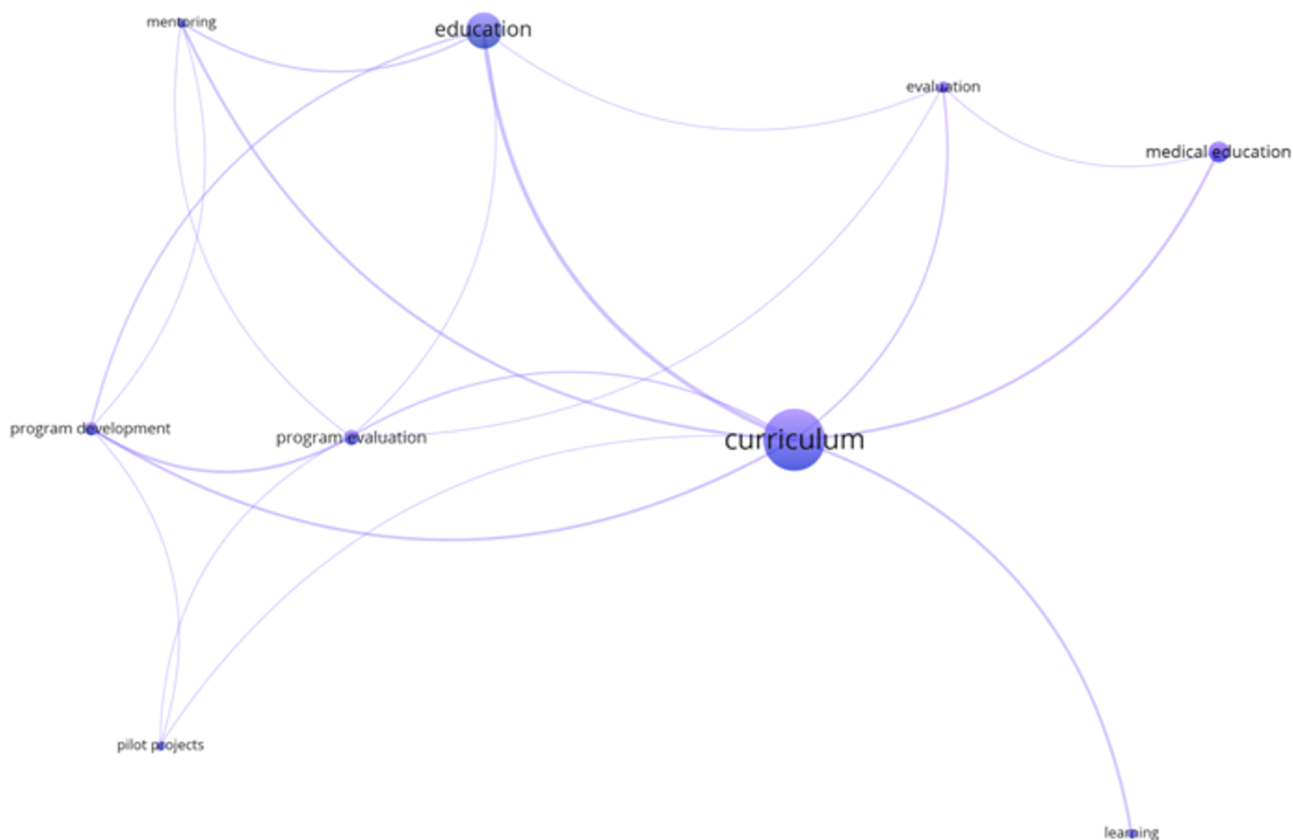 mentoring
education
evaluation
medical education
program development
program evaluation
curriculum
pilot projects
learning